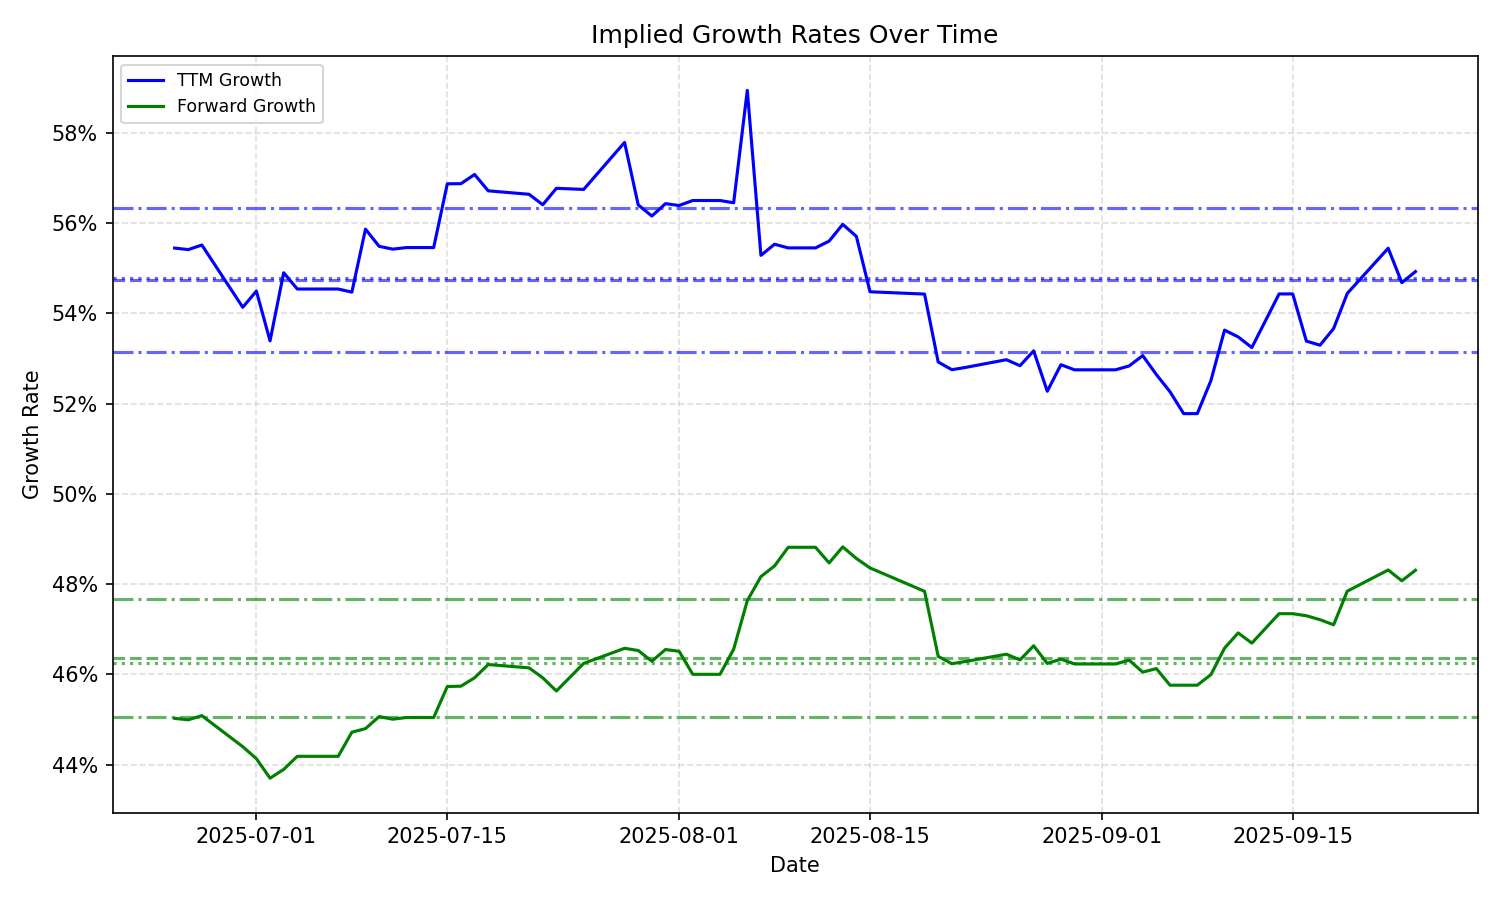 Implied Growth Rates Over Time
TTM Growth
Forward Growth
58%
56%
54%
52%
50%
48%
46%
44%
Growth Rate
2025-07-01
2025-07-15
2025-08-01
2025-08-15
2025-09-01
2025-09-15
Date